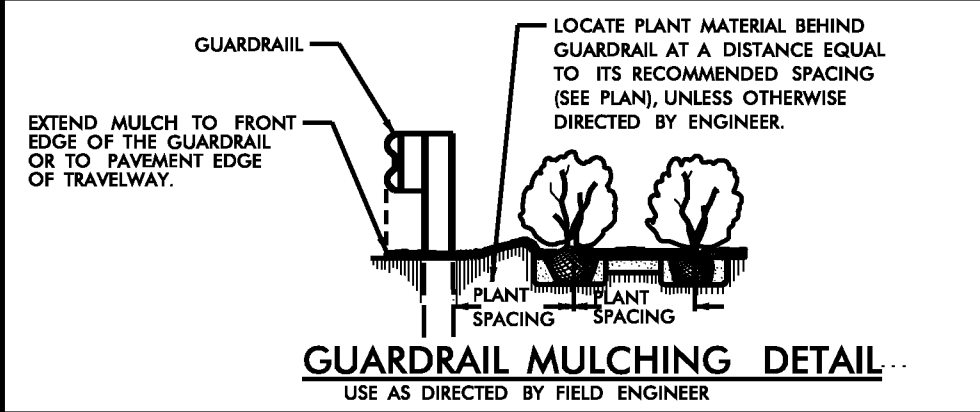 GUARDRAIIL
LOCATE PLANT MATERIAL BEHIND
GUARDRAIL AT A DISTANCE EQUAL
TO ITS RECOMMENDED SPACING
(SEE PLAN), UNLESS OTHERWISE
DIRECTED BY ENGINEER.
EXTEND MULCH TO FRONT
EDGE OF THE GUARDRAIL
OR TO PAVEMENT EDGE
OF TRAVELWAY.
PLANT
SPACING
PLANT
SPACING
GUARDRAIL MULCHING DETAIL...
USE AS DIRECTED BY FIELD ENGINEER